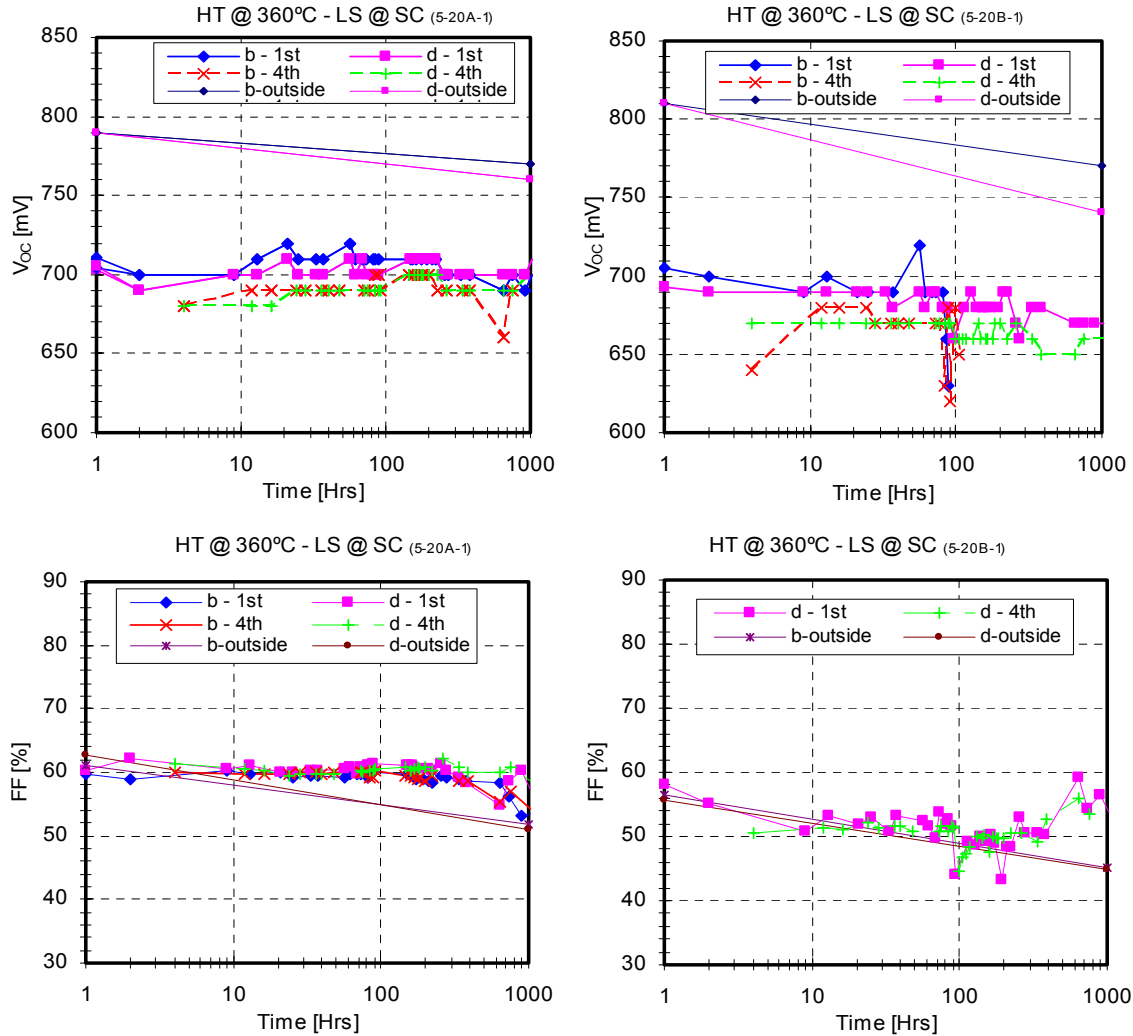 HT @ 360ºC - LS @ SC (5-20A-1)
850
800
750
700
650
600
VOC [mV]
b - 1st
d - 1st
b - 4th
d - 4th
b-outside
d-outside
1
10
100
1000
Time [Hrs]
HT @ 360ºC - LS @ SC (5-20B-1)
850
800
750
700
650
600
VOC [mV]
b - 1st
d - 1st
b - 4th
d - 4th
b-outside
d-outside
1
10
100
1000
Time [Hrs]
HT @ 360ºC - LS @ SC (5-20A-1)
90
80
70
60
50
40
30
FF [%]
b - 1st
d - 1st
b - 4th
d - 4th
b-outside
d-outside
1
10
100
1000
Time [Hrs]
HT @ 360ºC - LS @ SC (5-20B-1)
90
80
70
60
50
40
30
FF [%]
d - 1st
d - 4th
b-outside
d-outside
1
10
100
1000
Time [Hrs]